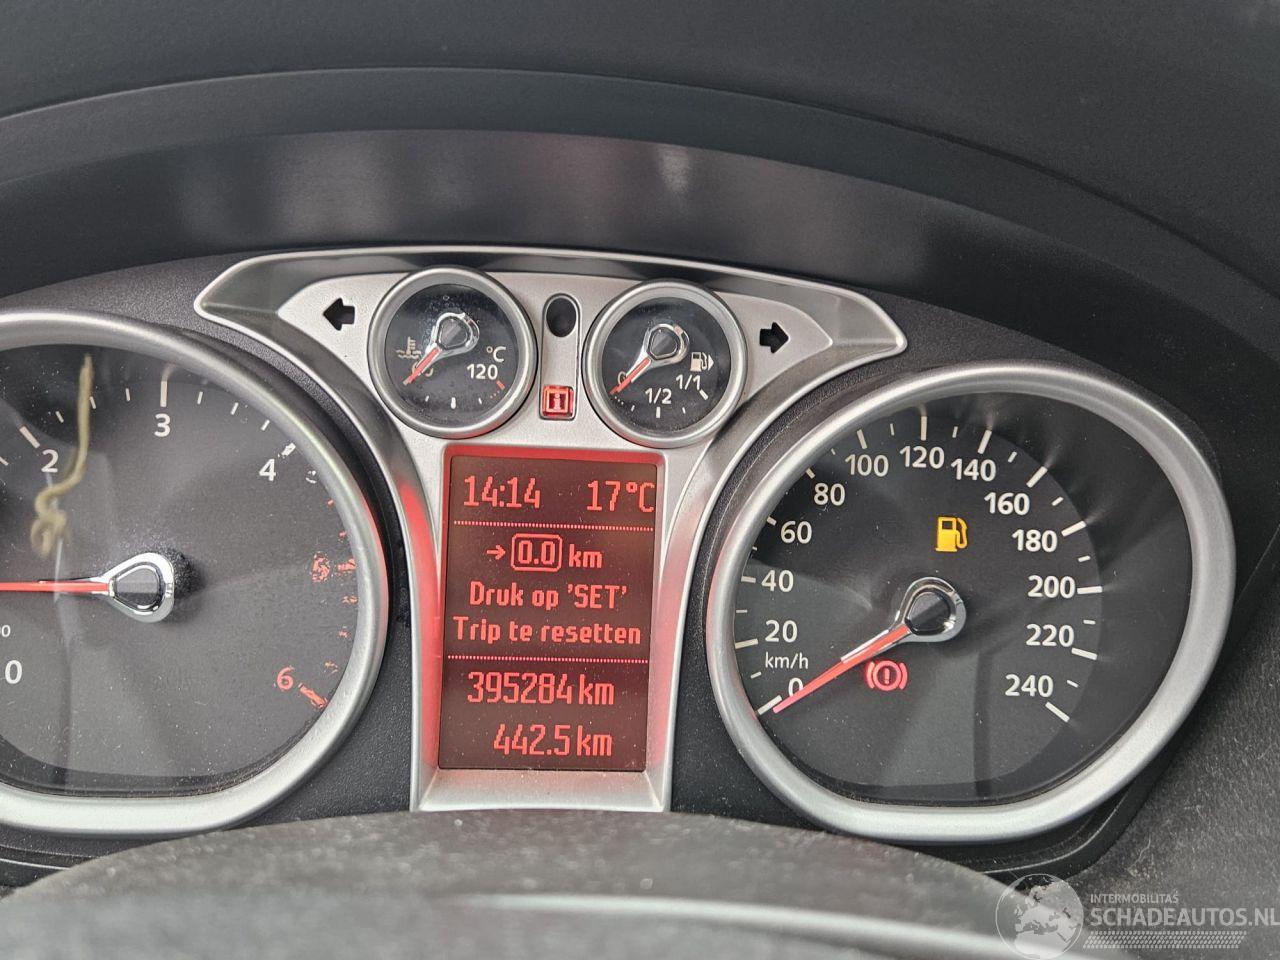 °C
120
1/2
1/1
14:14 17°C
→ 0.0 km
Druk op 'SET'
Trip te resetten
395284 km
442.5 km
0
2
3
4
5
6
0
20
40
60
80
100
120
140
160
180
200
220
240
km/h
INTERMOBILITAS
SCHADEAUTOS.NL